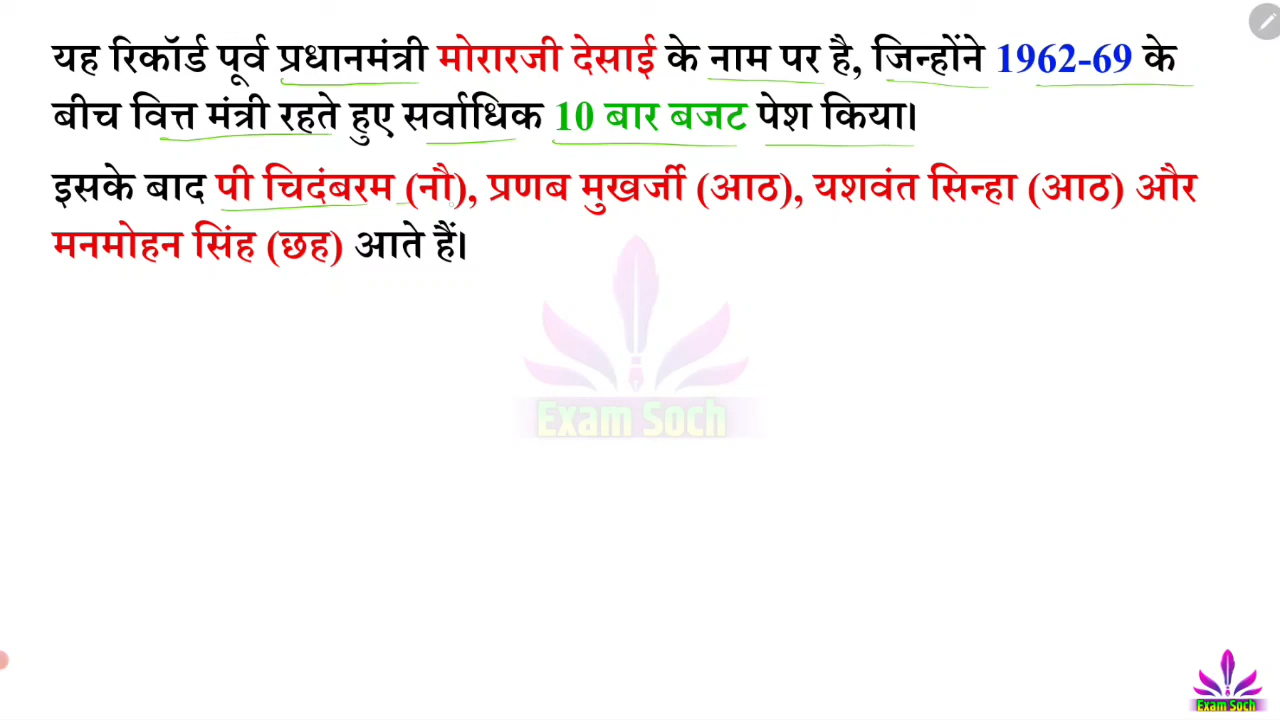 यह रिकॉर्ड पूर्व प्रधानमंत्री मोरारजी देसाई के नाम पर है, जिन्होंने 1962-69 के
बीच वित्त मंत्री रहते हुए सर्वाधिक 10 बार बजट पेश किया।
इसके बाद पी चिदंबरम (नौ), प्रणब मुखर्जी (आठ), यशवंत सिन्हा (आठ) और
मनमोहन सिंह (छह) आते हैं।
Exam Soch
Exam Soch